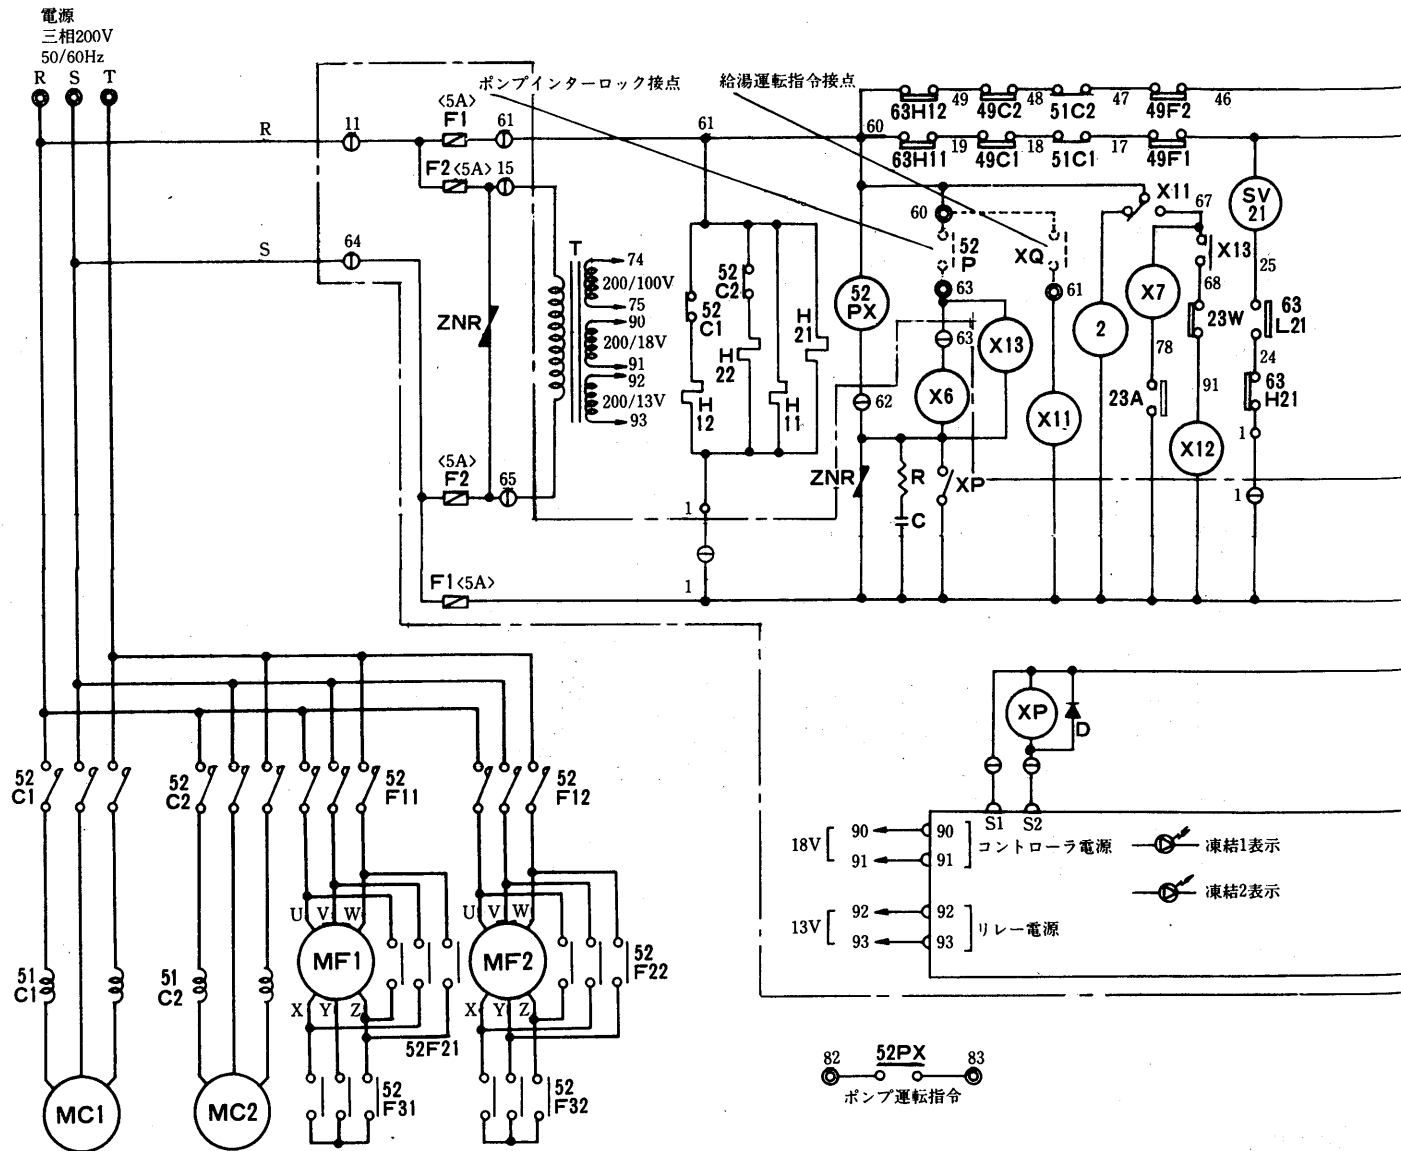 電源
三相200V
50/60Hz
R S T
ポンプインターロック接点
給湯運転指令接点
<5A>
F1
R
11
61
61
F2<5A> 15
S
64
ZNR
T
74
200/100V
75
90
200/18V
91
92
200/13V
93
<5A>
F2
65
F1<5A>
1
1
52
C1
52
C2
H
22
H
12
H
11
H
21
60
63H12
49
49C2
48
51C2
47
49F2
46
63H11
19
49C1
18
51C1
17
49F1
60
52
P
XQ
63
61
52
PX
62
63
X6
X13
X11
ZNR
R
C
XP
X11
67
2
X7
78
23A
X13
68
23W
91
X12
SV
21
25
63
L21
24
63
H21
1
1
XP
D
S1 S2
18V
90
91
90
91
コントローラ電源
13V
92
93
92
93
リレー電源
凍結1表示
凍結2表示
52
C1
52
C2
52
F11
52
F12
51
C1
51
C2
U V W
MF1
X Y Z
52F21
52
F31
U V W
MF2
X Y Z
52
F22
52
F32
MC1
MC2
82
52PX
83
ポンプ運転指令